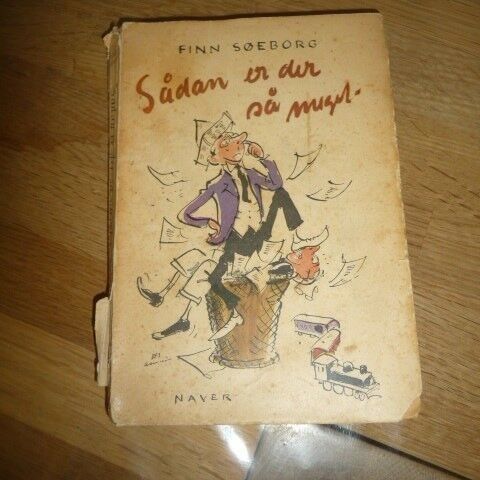 FINN SØEBORG
Sådan er der
så meget.
NAVER